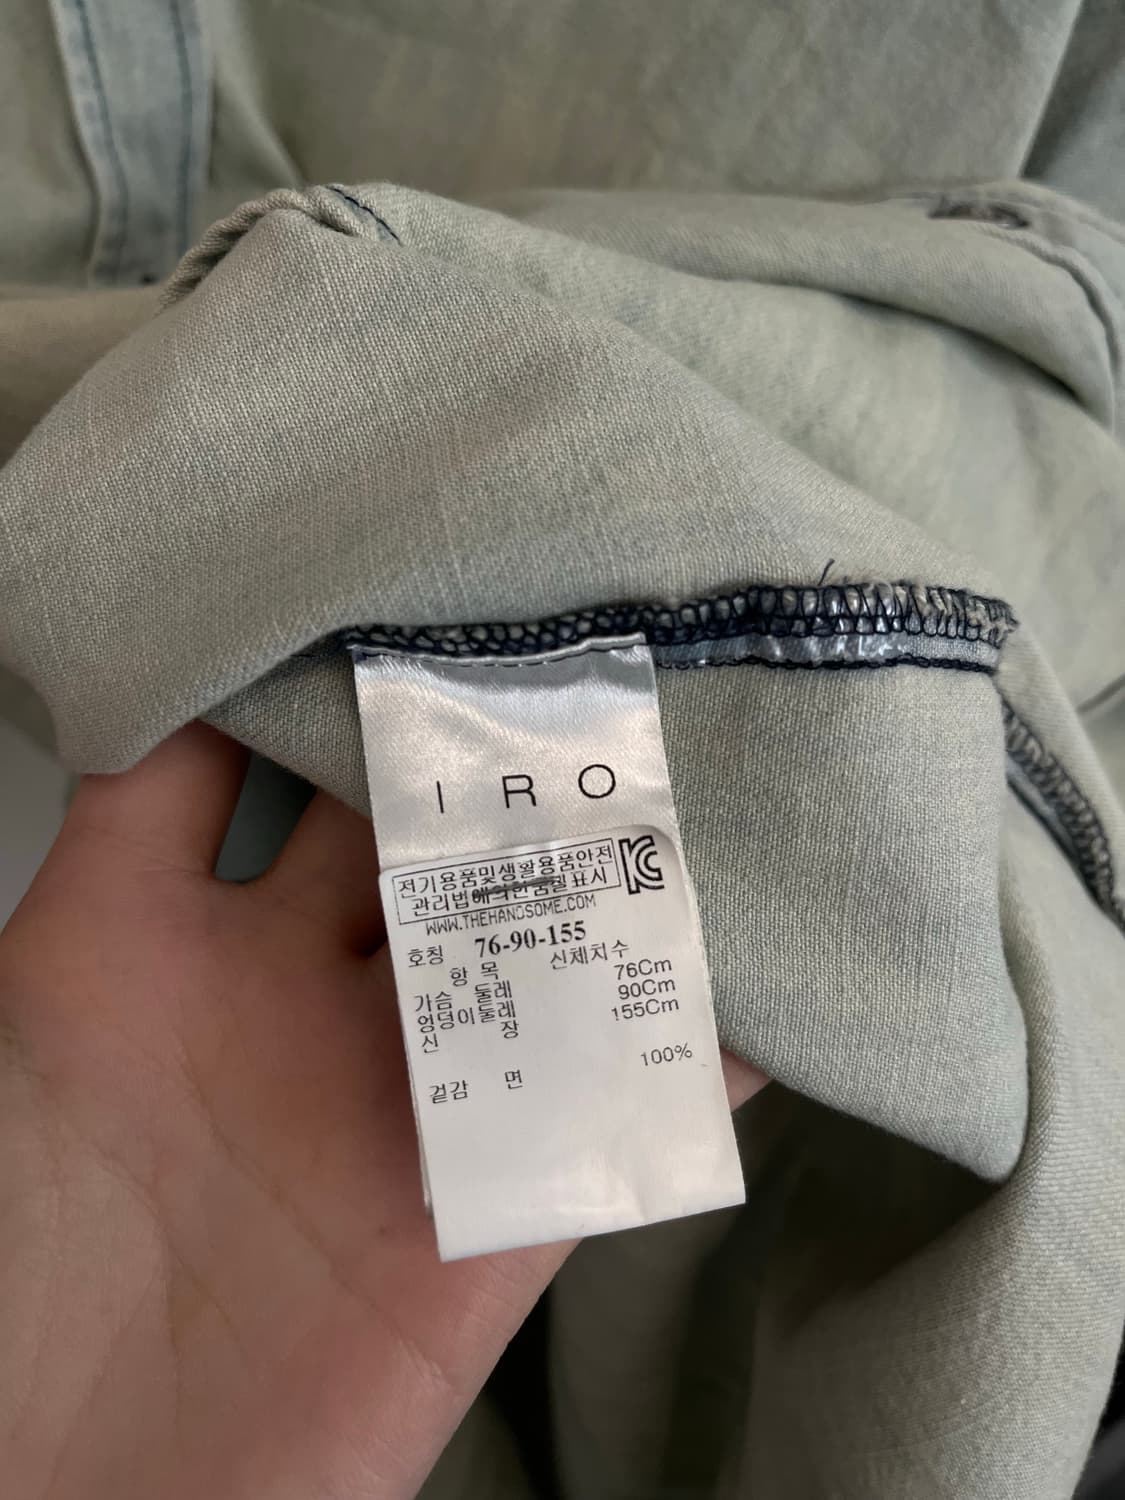 IRO
전기용품및생활용품안전
관리법에의한품질표시
WWW.THEHANDSOME.COM
호칭 76-90-155
항목 신체치수
가슴둘레 76Cm
엉덩이둘레 90Cm
신장 155Cm
겉감 면 100%